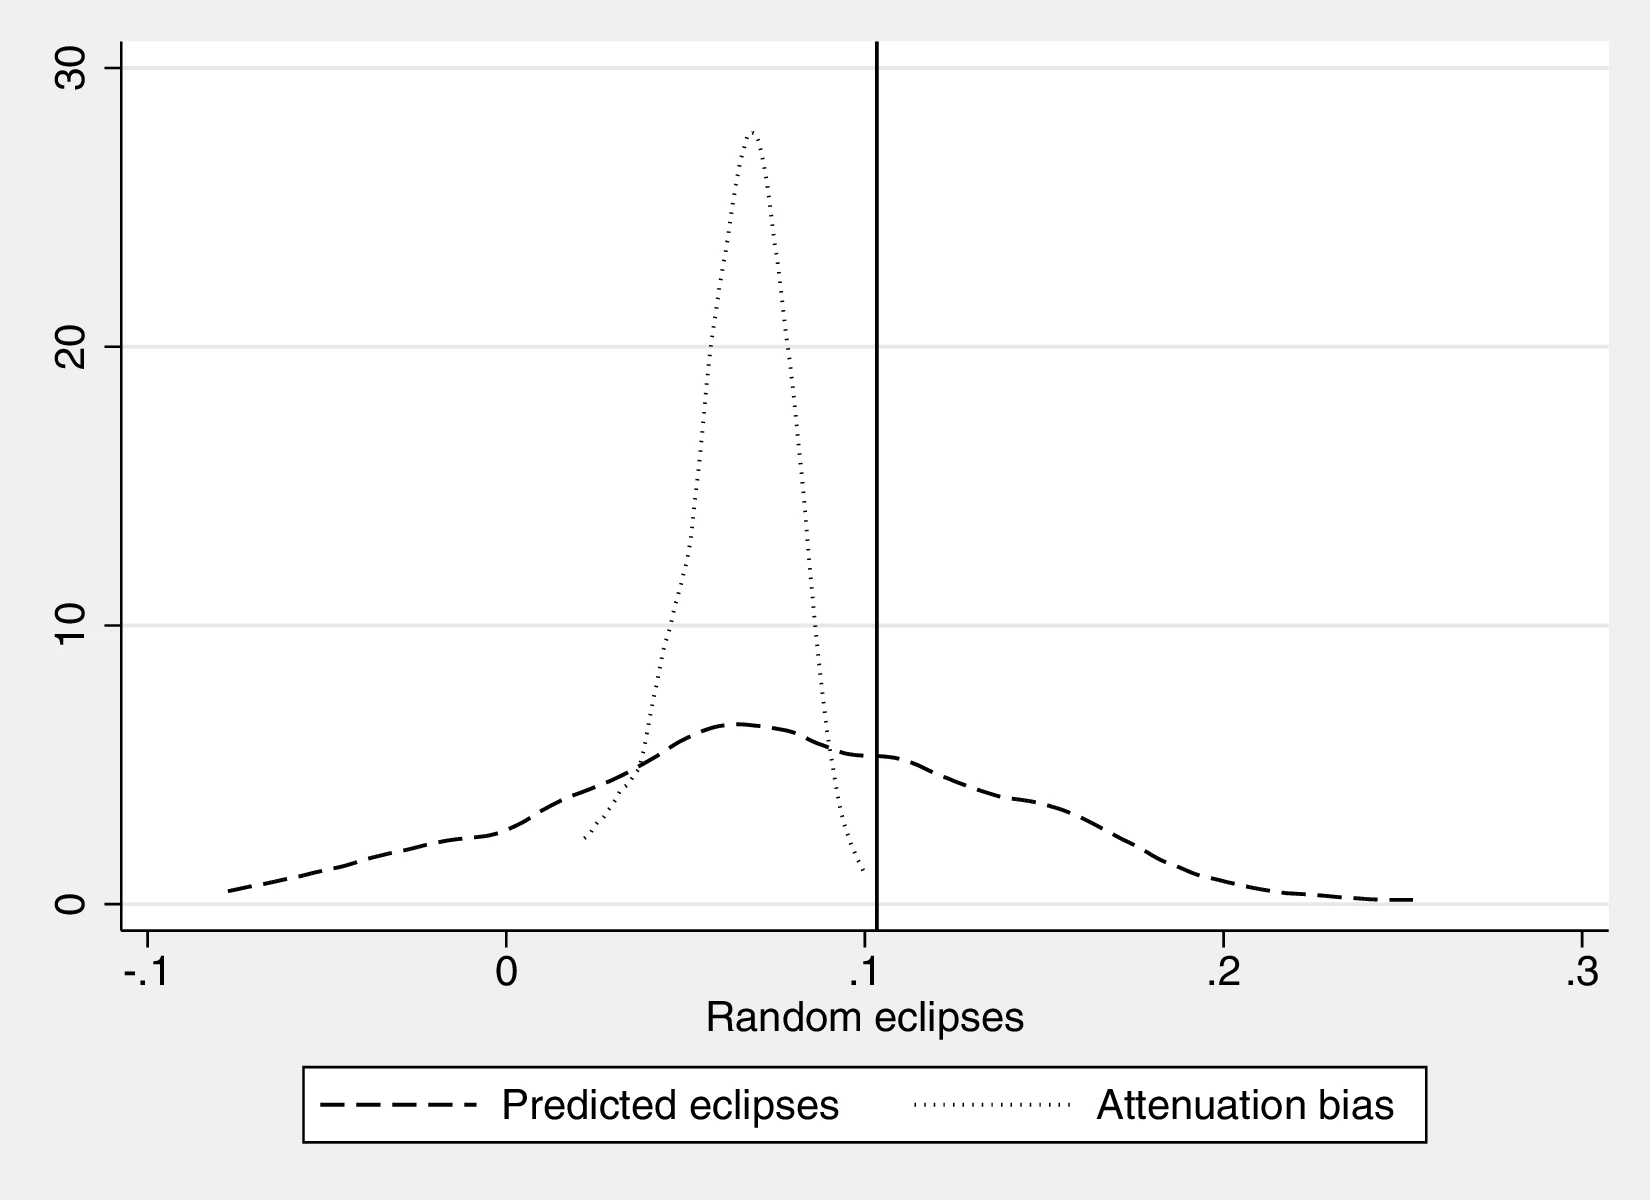 30
20
10
0
-.1 0 .1 .2 .3
Random eclipses
Predicted eclipses Attenuation bias